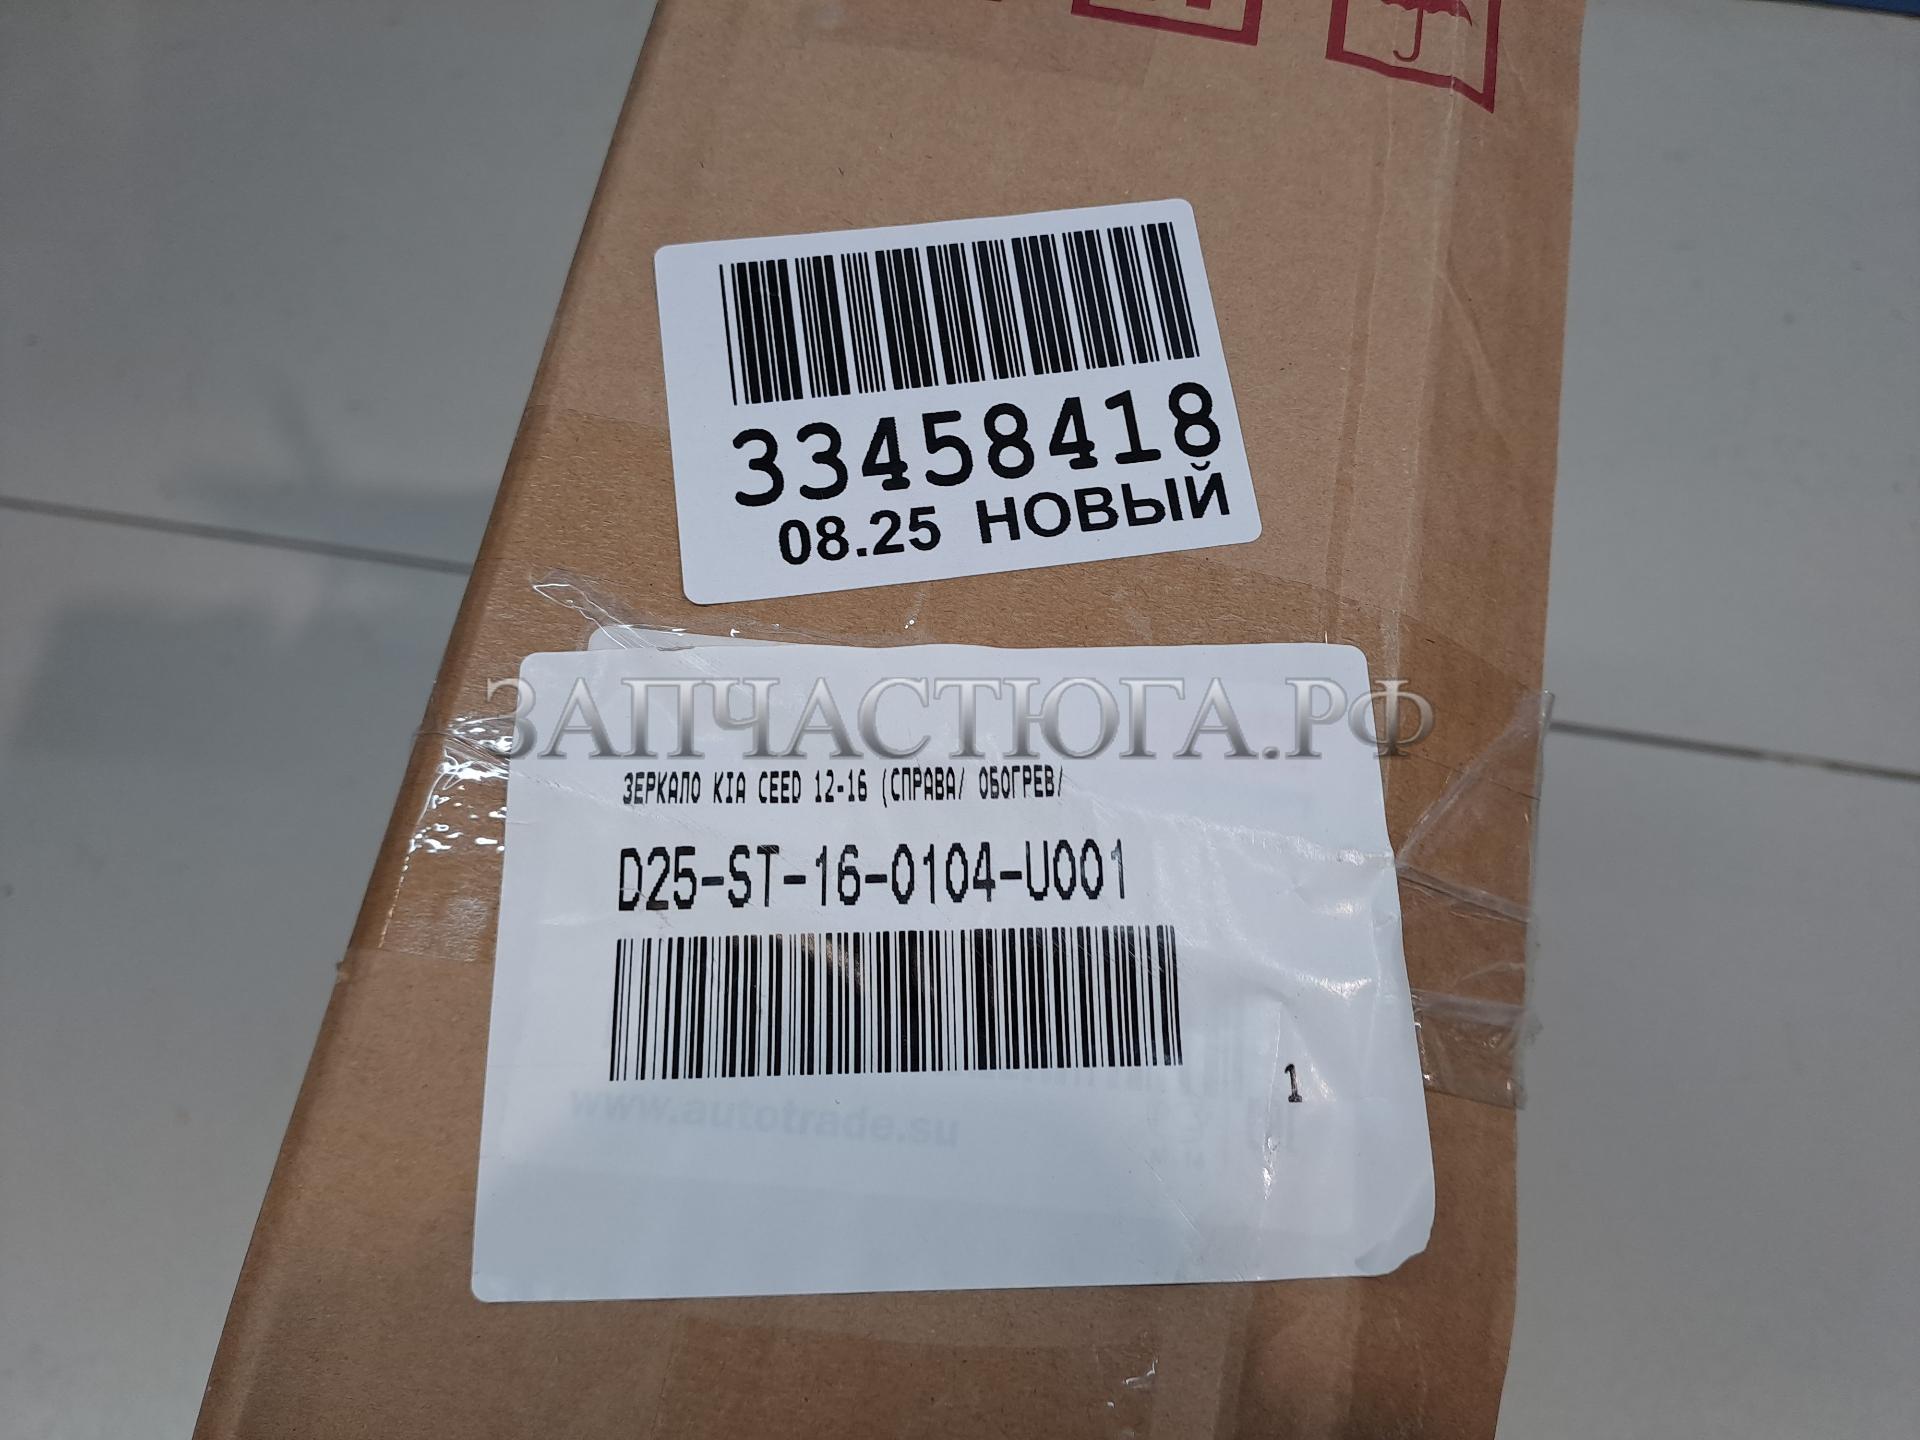 33458418
08.25 НОВЫЙ
ЗАПЧАСТЮГА.РФ
ЗЕРКАЛО KIA CEED 12-16 (СПРАВА/ ОБОГРЕВ/
D25-ST-16-0104-U001
1
www.autotrade.su